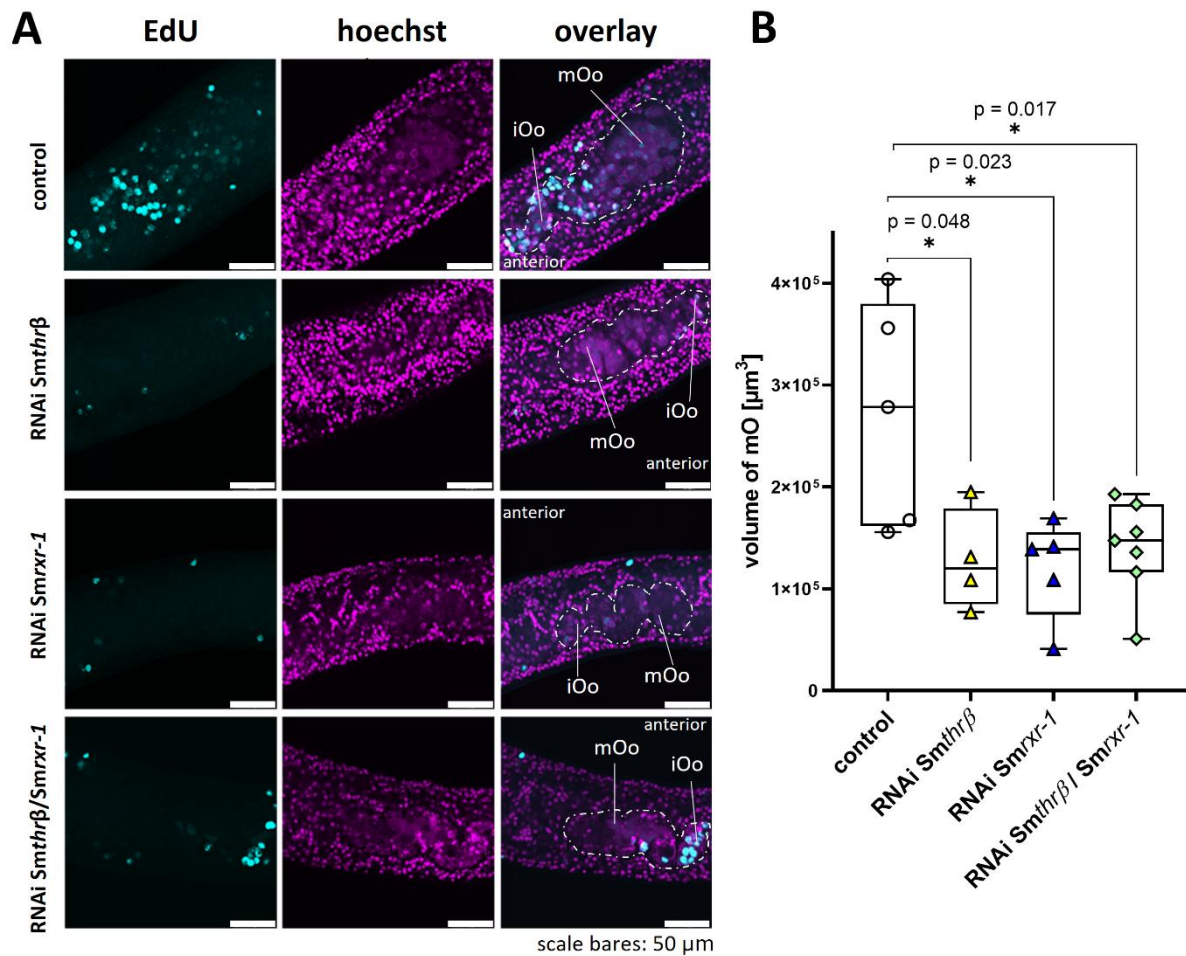 A
EdU
hoechst
overlay
control
mOo
iOo
anterior
RNAi Smthrβ
mOo
iOo
anterior
RNAi Smrxr-1
anterior
iOo
mOo
RNAi Smthrβ/Smrxr-1
anterior
mOo
iOo
scale bares: 50 µm
B
p = 0.017
*
p = 0.023
*
p = 0.048
*
volume of mO [µm³]
4×10⁵
3×10⁵
2×10⁵
1×10⁵
0
control
RNAi Smthrβ
RNAi Smrxr-1
RNAi Smthrβ / Smrxr-1